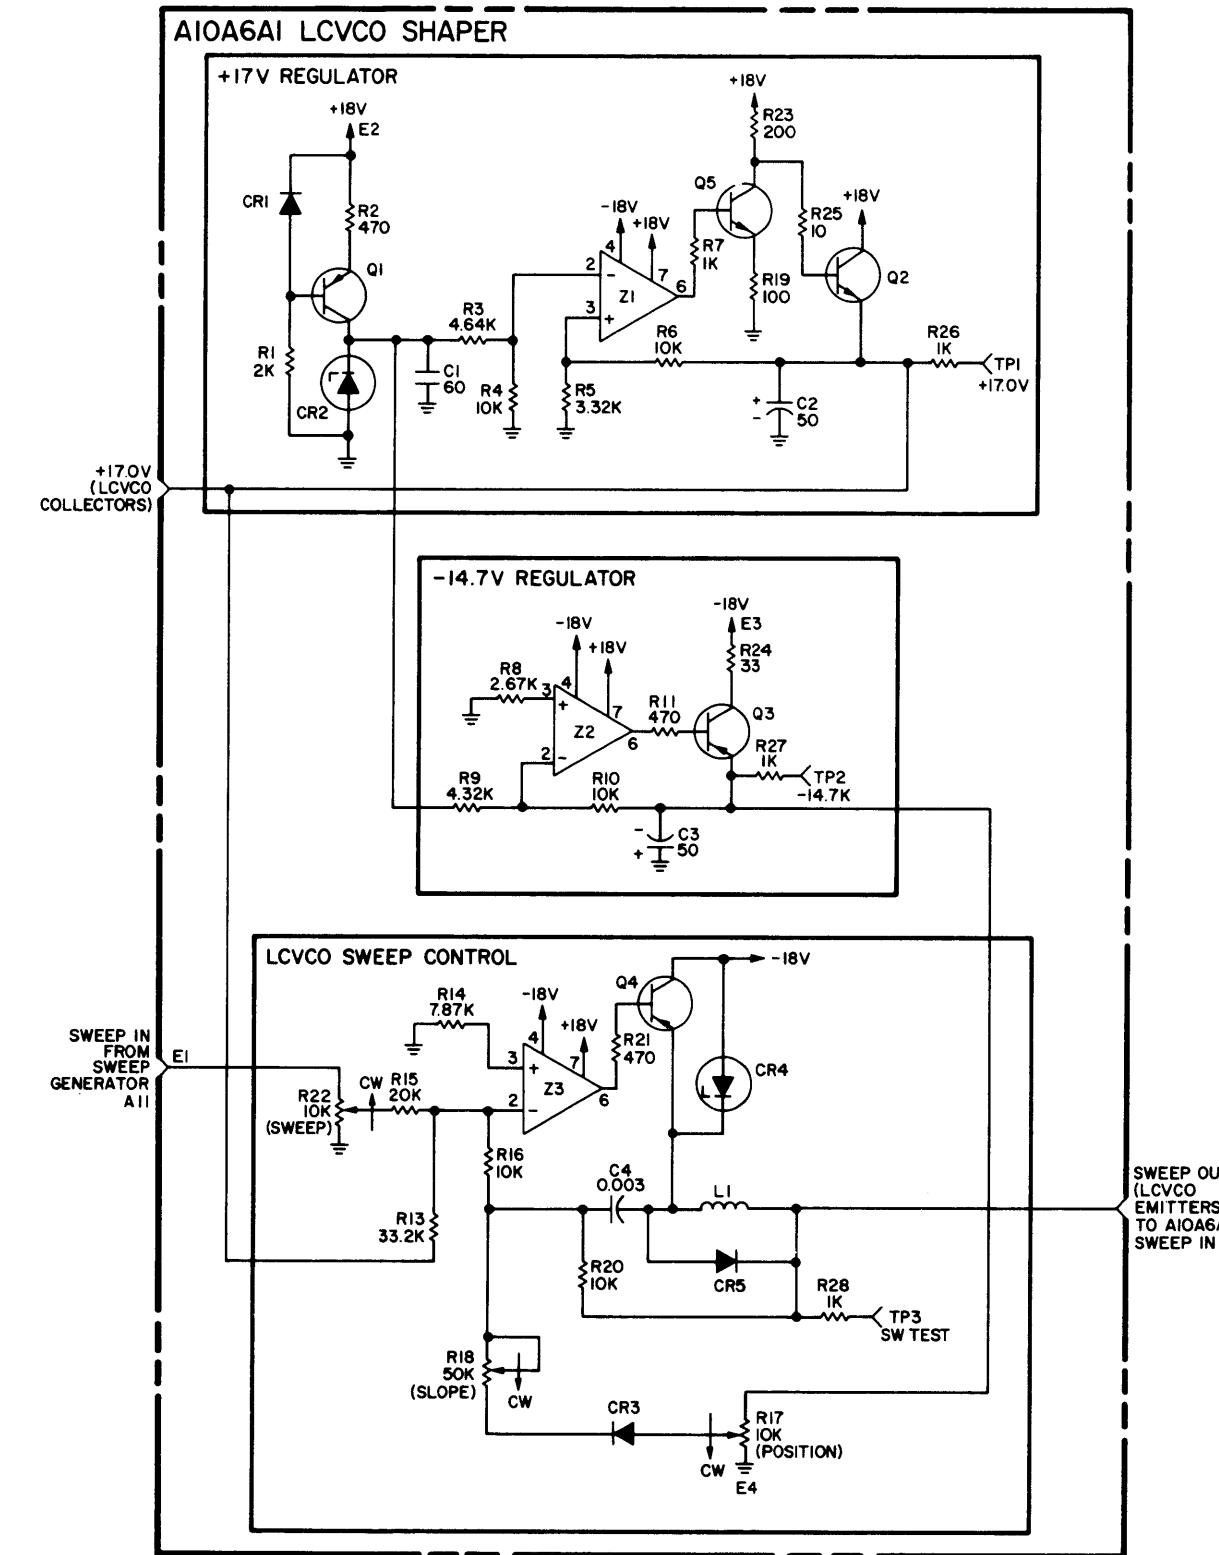 A10A6A1 LCVCO SHAPER
+17V REGULATOR
+18V
E2
CR1
R2
470
Q1
R1
2K
CR2
C1
60
R3
4.64K
R4
10K
-18V
+18V
4
2
-
7
Z1
6
3
+
R5
3.32K
R7
1K
Q5
+18V
R23
200
R25
10
+18V
R19
100
Q2
R6
10K
+
-
C2
50
R26
1K
TP1
+17.0V
+17.0V
(LCVCO
COLLECTORS)
-14.7V REGULATOR
-18V
+18V
R8
2.67K
3
4
+
7
Z2
6
2
-
R11
470
-18V
E3
R24
33
Q3
R27
1K
TP2
-14.7K
R9
4.32K
R10
10K
-
+
C3
50
LCVCO SWEEP CONTROL
R14
7.87K
-18V
+18V
4
3
+
7
Z3
6
2
-
Q4
R21
470
-18V
CR4
SWEEP IN
FROM
SWEEP
GENERATOR
A11
E1
R22
10K
(SWEEP)
CW
R15
20K
R16
10K
R13
33.2K
C4
0.003
L1
CR5
R20
10K
R28
1K
TP3
SW TEST
SWEEP OU
(LCVCO
EMITTERS
TO A10A6A
SWEEP IN
R18
50K
(SLOPE)
CW
CR3
CW
R17
10K
(POSITION)
E4